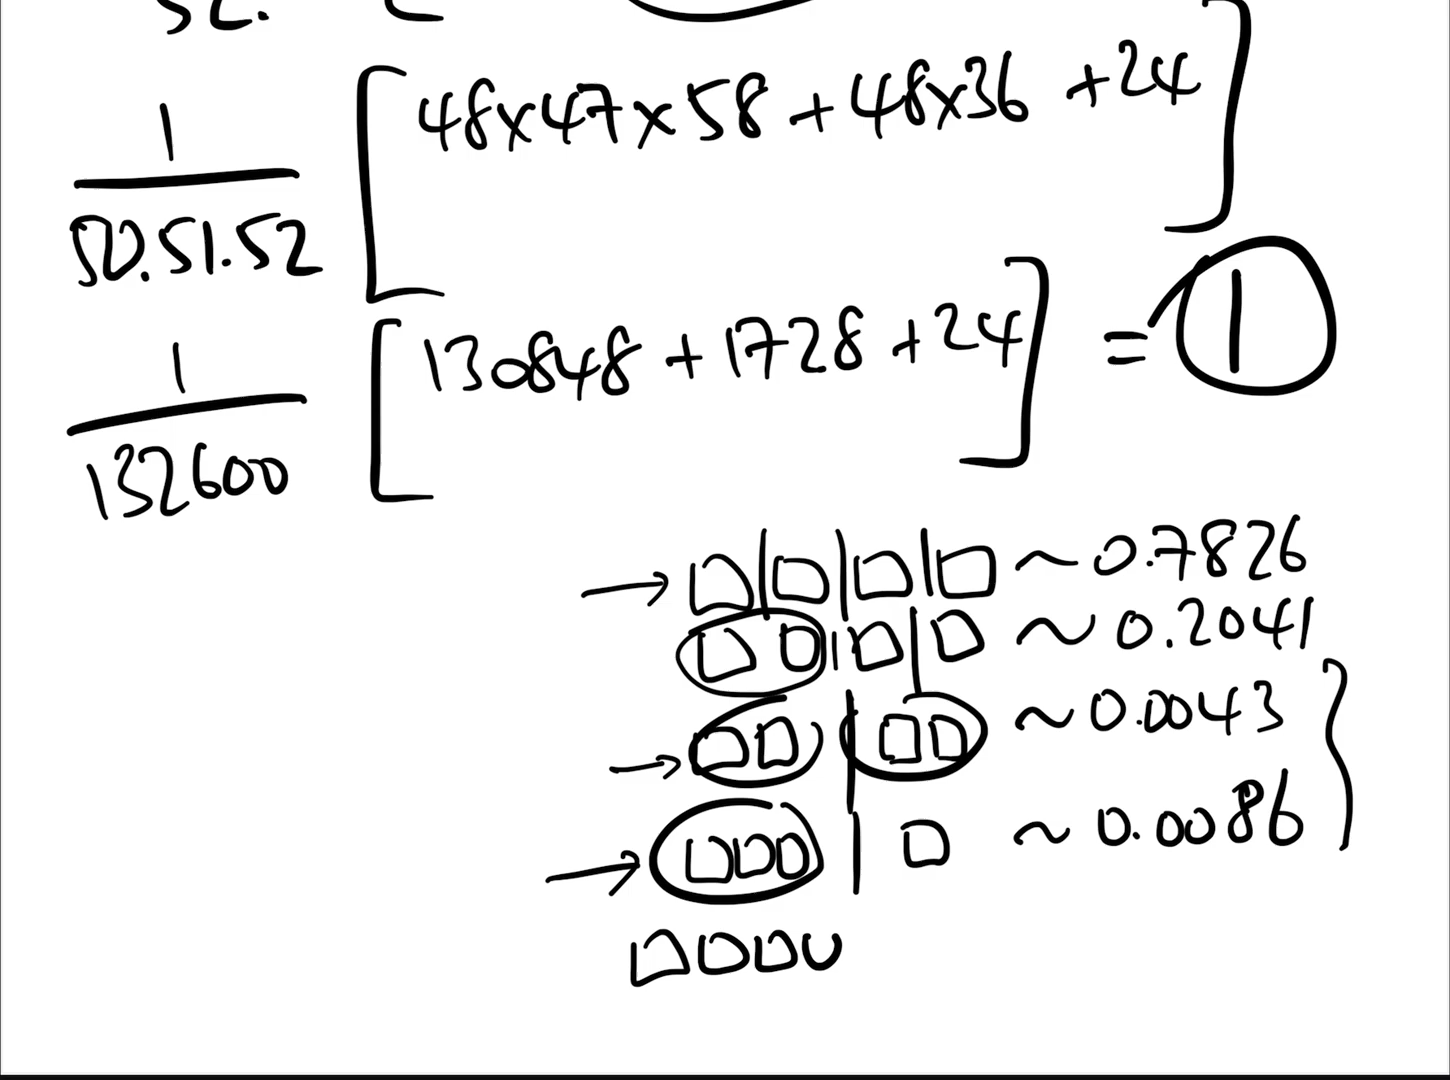 52. [
1 / 50.51.52 [ 48x47x58 + 48x36 + 24 ]
1 / 132600 [ 130848 + 1728 + 24 ] = 1
→ □|□|□|□ ~ 0.7826
□ □|□|□ ~ 0.2041
→ □□ | □□ ~ 0.0043 }
→ □□□ | □ ~ 0.0086
□□□□